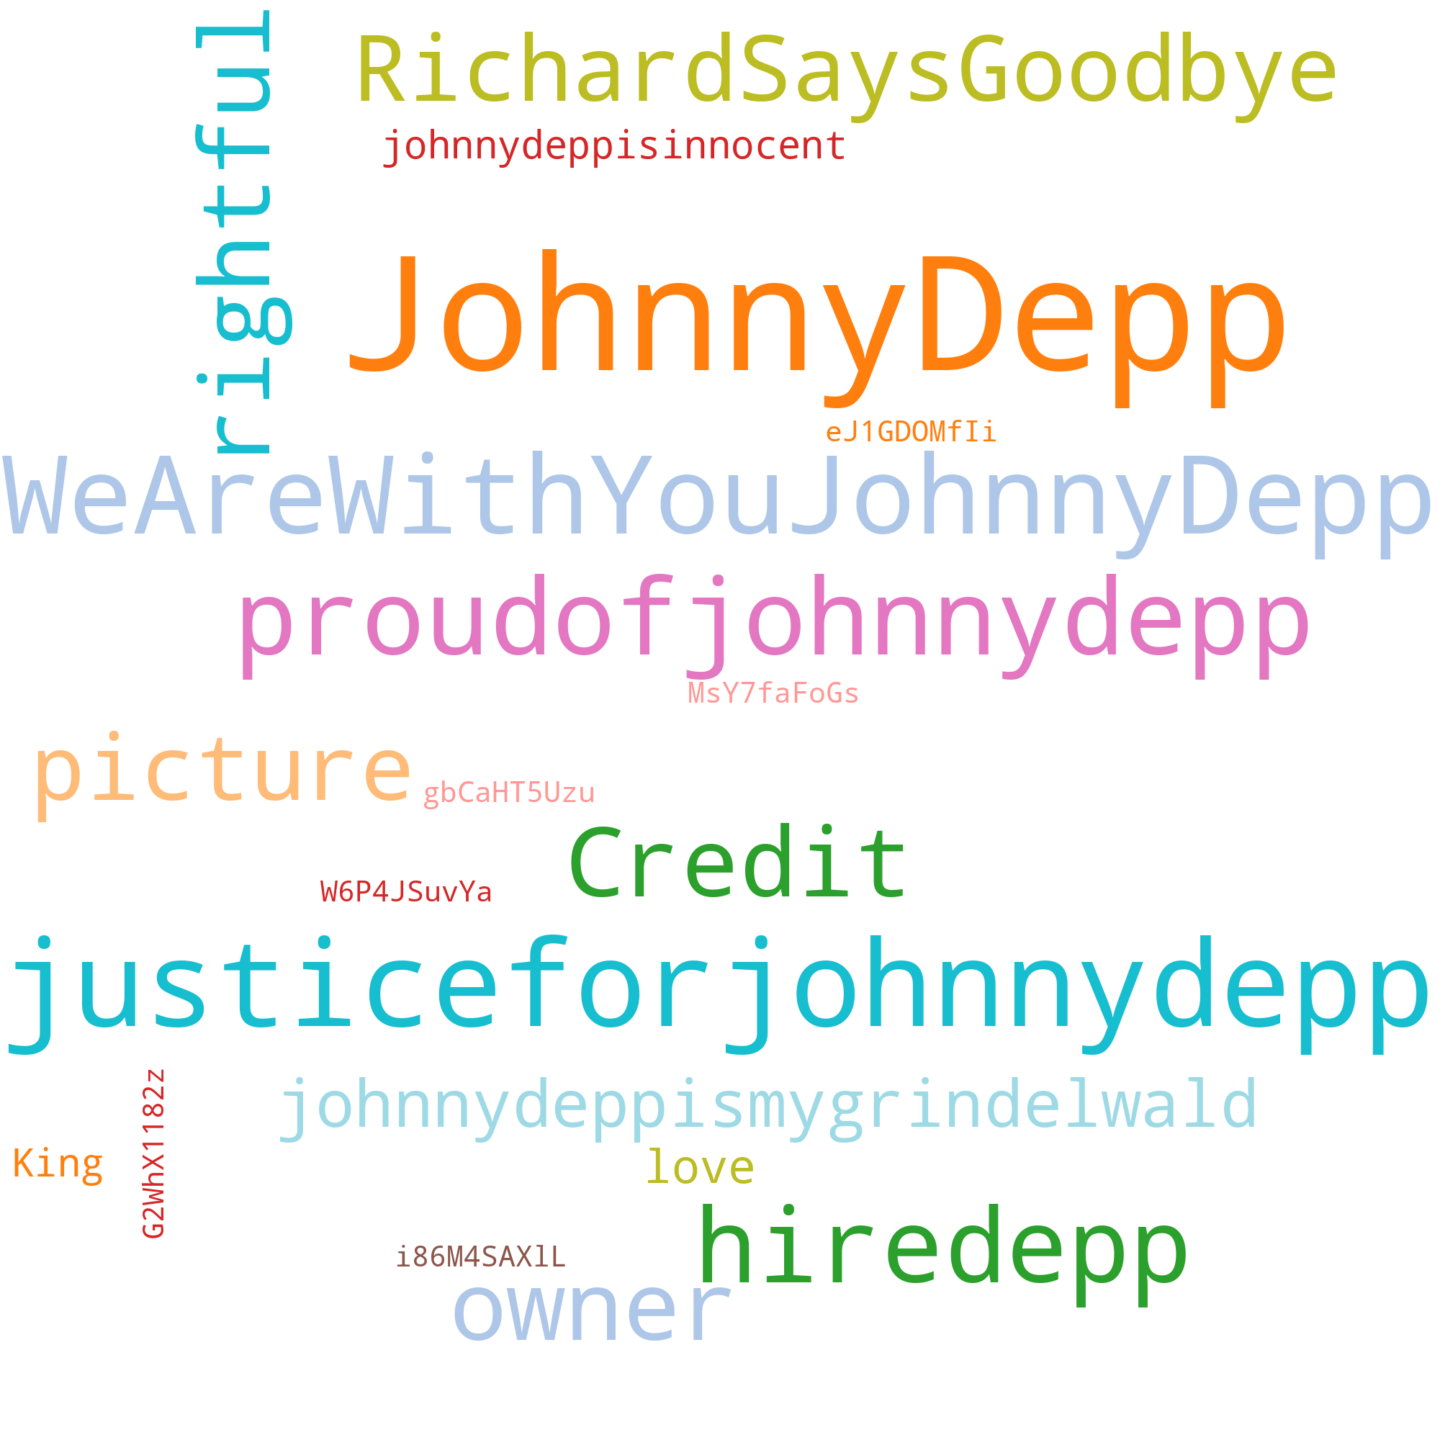 rightful
RichardSaysGoodbye
johnnydeppisinnocent
JohnnyDepp
eJ1GDOMfIi
WeAreWithYouJohnnyDepp
proudofjohnnydepp
MsY7faFoGs
picture
gbCaHT5Uzu
Credit
W6P4JSuvYa
justiceforjohnnydepp
G2WhX1182z
johnnydeppismygrindelwald
King
love
hiredepp
i86M4SAXlL
owner